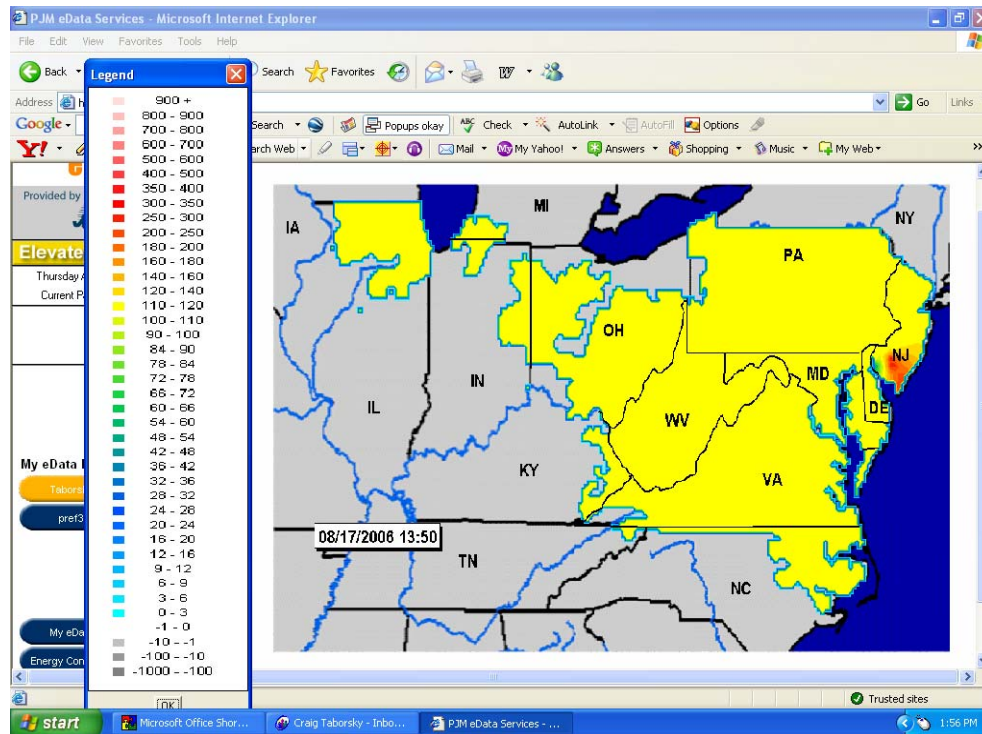 PJM eData Services - Microsoft Internet Explorer
File Edit View Favorites Tools Help
Back Search Favorites
Address Go Links
Google Search Popups okay Check AutoLink AutoFill Options
Y! Mail My Yahoo! Answers Shopping Music My Web
Provided by
Elevate
Thursday A
Current P
My eData
Tabors
pref3
My eDa
Energy Con
Legend
900 +
800 - 900
700 - 800
600 - 700
500 - 600
400 - 500
350 - 400
300 - 350
250 - 300
200 - 250
180 - 200
160 - 180
140 - 160
120 - 140
110 - 120
100 - 110
90 - 100
84 - 90
78 - 84
72 - 78
66 - 72
60 - 66
54 - 60
48 - 54
42 - 48
36 - 42
32 - 36
28 - 32
24 - 28
20 - 24
16 - 20
12 - 16
9 - 12
6 - 9
3 - 6
0 - 3
-1 - 0
-10 - -1
-100 - -10
-1000 - -100
OK
IA
MI
NY
PA
OH
NJ
MD
IN
IL
DE
WV
VA
KY
08/17/2006 13:50
TN
NC
Trusted sites
start Microsoft Office Shor... Craig Taborsky - Inbo... PJM eData Services - ... 1:56 PM